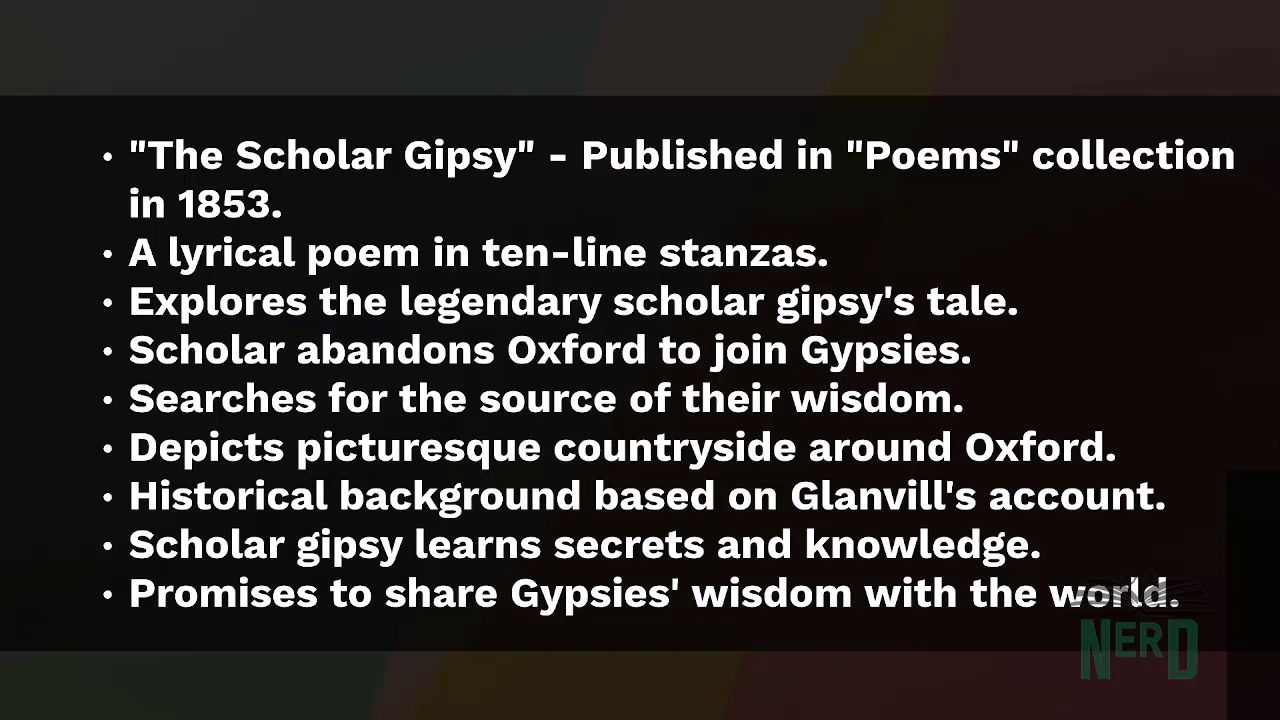 • "The Scholar Gipsy" - Published in "Poems" collection
in 1853.
• A lyrical poem in ten-line stanzas.
• Explores the legendary scholar gipsy's tale.
• Scholar abandons Oxford to join Gypsies.
• Searches for the source of their wisdom.
• Depicts picturesque countryside around Oxford.
• Historical background based on Glanvill's account.
• Scholar gipsy learns secrets and knowledge.
• Promises to share Gypsies' wisdom with the world.
NERD